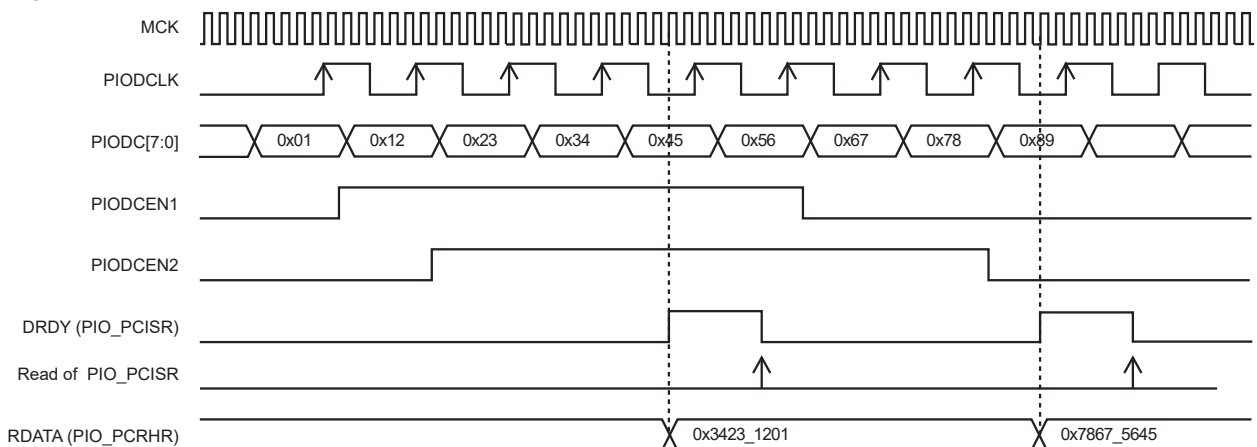 MCK
PIODCLK
PIODC[7:0] 0x01 0x12 0x23 0x34 0x45 0x56 0x67 0x78 0x89
PIODCEN1
PIODCEN2
DRDY (PIO_PCISR)
Read of PIO_PCISR
RDATA (PIO_PCRHR) 0x3423_1201 0x7867_5645